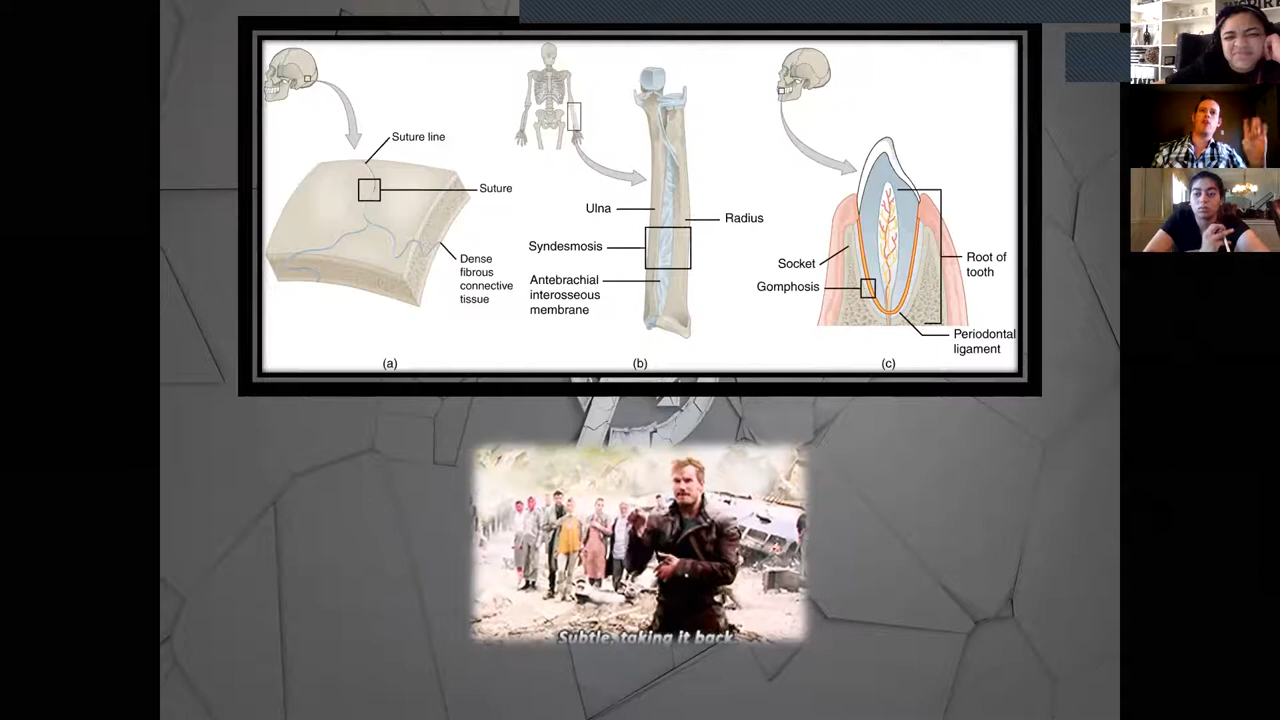 Suture line
Suture
Dense
fibrous
connective
tissue
(a)
Ulna
Radius
Syndesmosis
Antebrachial
interosseous
membrane
(b)
Socket
Gomphosis
Root of
tooth
Periodontal
ligament
(c)
Subtle, taking it back.